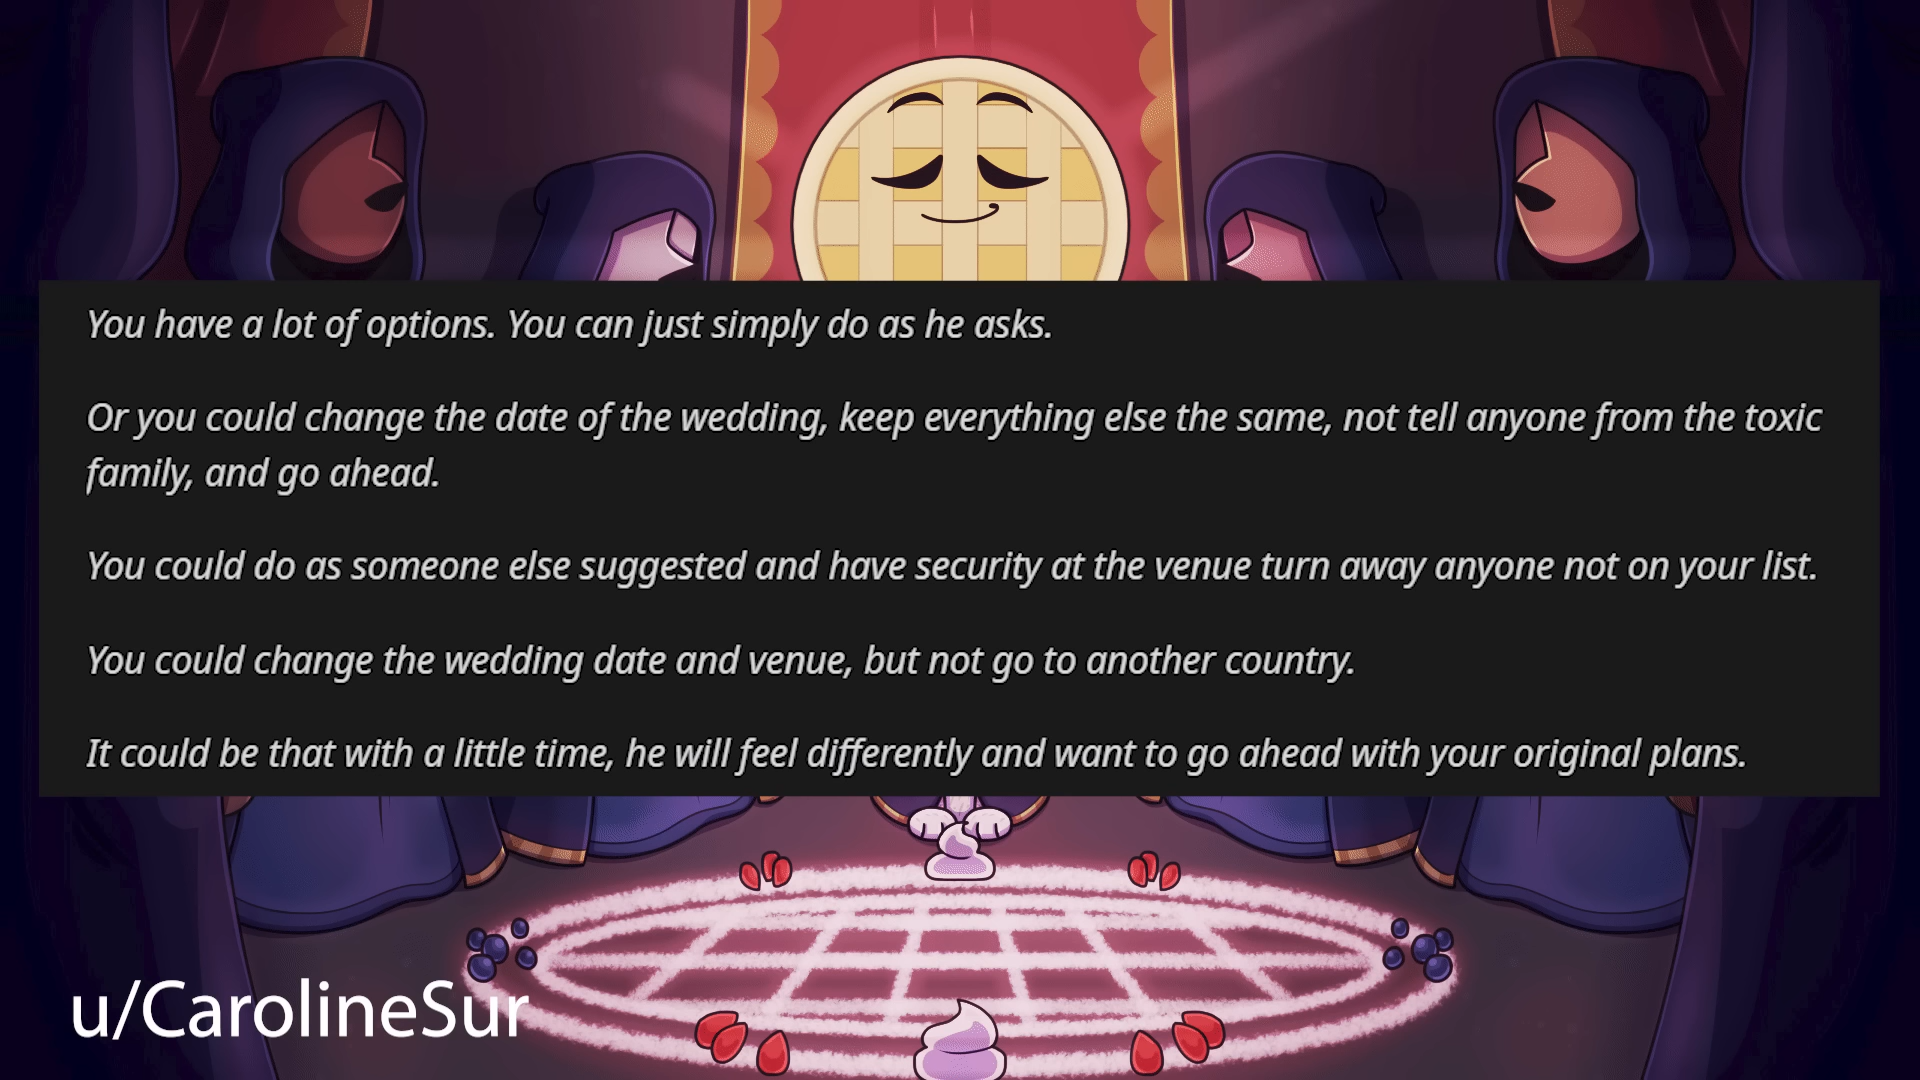 You have a lot of options. You can just simply do as he asks.
Or you could change the date of the wedding, keep everything else the same, not tell anyone from the toxic
family, and go ahead.
You could do as someone else suggested and have security at the venue turn away anyone not on your list.
You could change the wedding date and venue, but not go to another country.
It could be that with a little time, he will feel differently and want to go ahead with your original plans.
u/CarolineSur